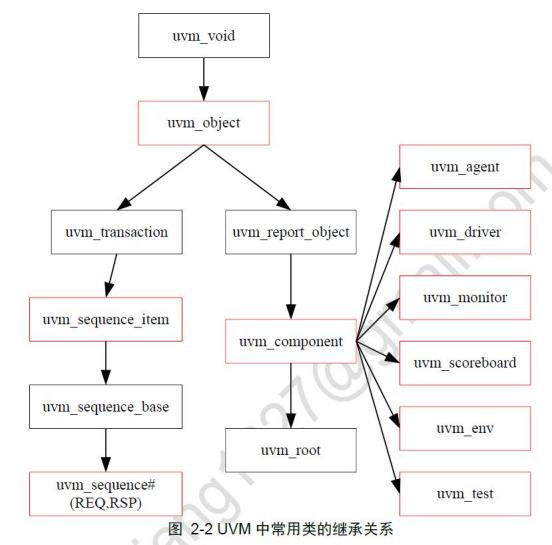 uvm_void
uvm_object
uvm_agent
uvm_transaction
uvm_report_object
uvm_driver
uvm_sequence_item
uvm_component
uvm_monitor
uvm_scoreboard
uvm_sequence_base
uvm_root
uvm_env
uvm_sequence#
(REQ,RSP)
uvm_test
图 2-2 UVM 中常用类的继承关系